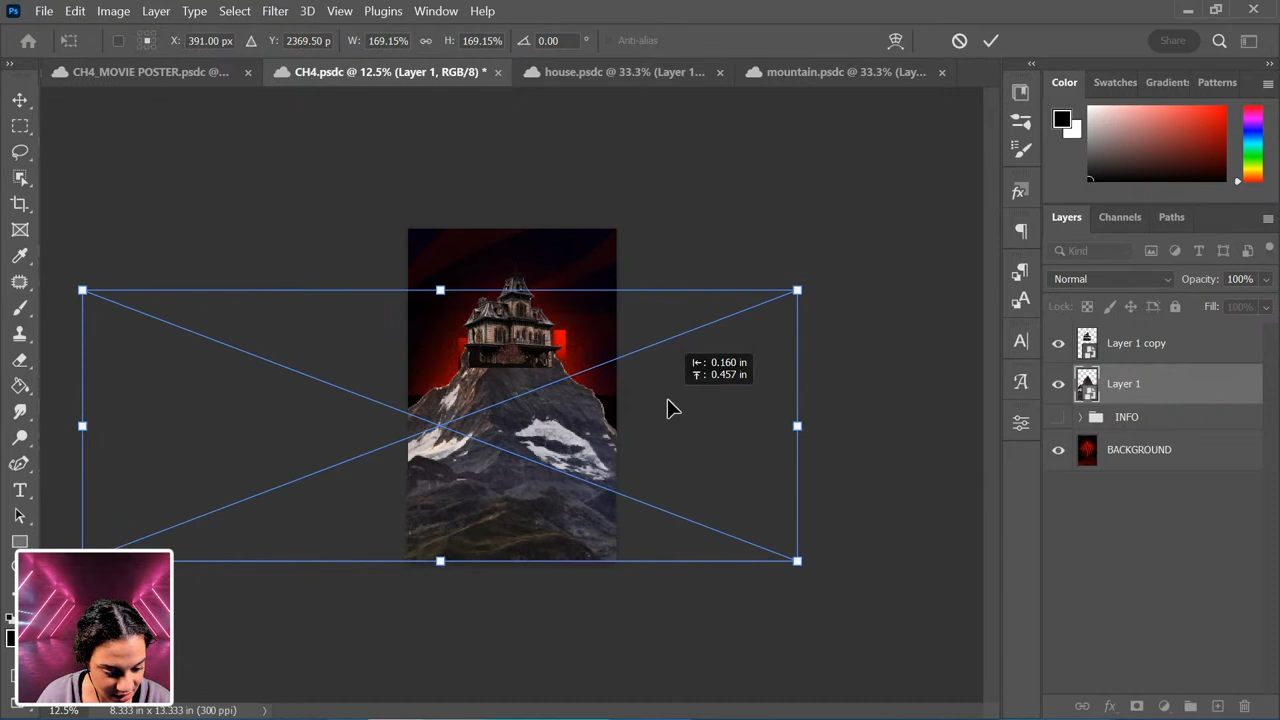 Ps File Edit Image Layer Type Select Filter 3D View Plugins Window Help
X: 391.00 px Y: 2369.50 p W: 169.15% H: 169.15% 0.00 ° Anti-alias Share
CH4_MOVIE POSTER.psdc @... × CH4.psdc @ 12.5% (Layer 1, RGB/8) * × house.psdc @ 33.3% (Layer 1... × mountain.psdc @ 33.3% (Lay... ×
Color Swatches Gradient: Patterns
Layers Channels Paths
Kind
Normal Opacity: 100%
Lock: Fill: 100%
Layer 1 copy
Layer 1
INFO
BACKGROUND
0.160 in
0.457 in
12.5% 8.333 in x 13.333 in (300 ppi)